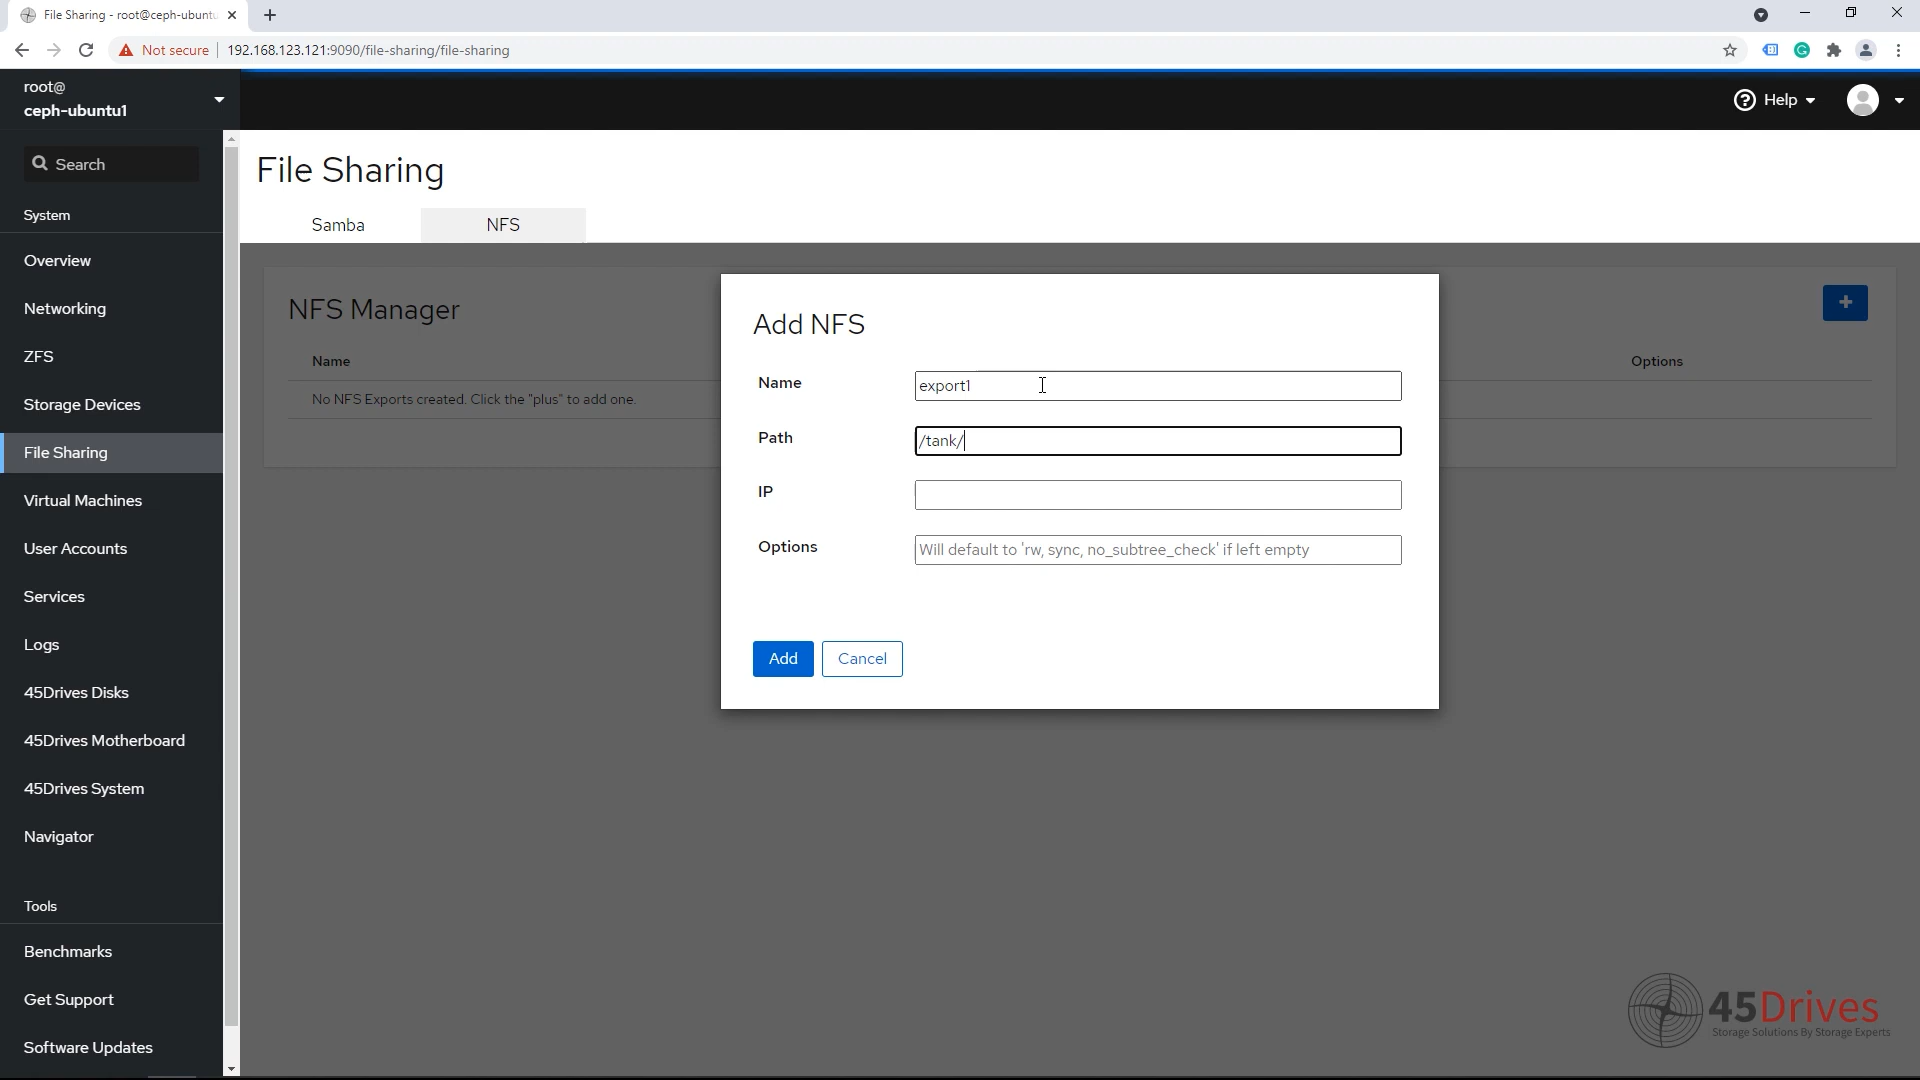 File Sharing - root@ceph-ubuntu
Not secure
192.168.123.121:9090/file-sharing/file-sharing
root@
ceph-ubuntu1
Help
Search
System
Overview
Networking
ZFS
Storage Devices
File Sharing
Virtual Machines
User Accounts
Services
Logs
45Drives Disks
45Drives Motherboard
45Drives System
Navigator
Tools
Benchmarks
Get Support
Software Updates
File Sharing
Samba
NFS
NFS Manager
Name
Options
No NFS Exports created. Click the "plus" to add one.
Add NFS
Name
export1
Path
/tank/
IP
Options
Will default to 'rw, sync, no_subtree_check' if left empty
Add
Cancel
45Drives
Storage Solutions By Storage Experts